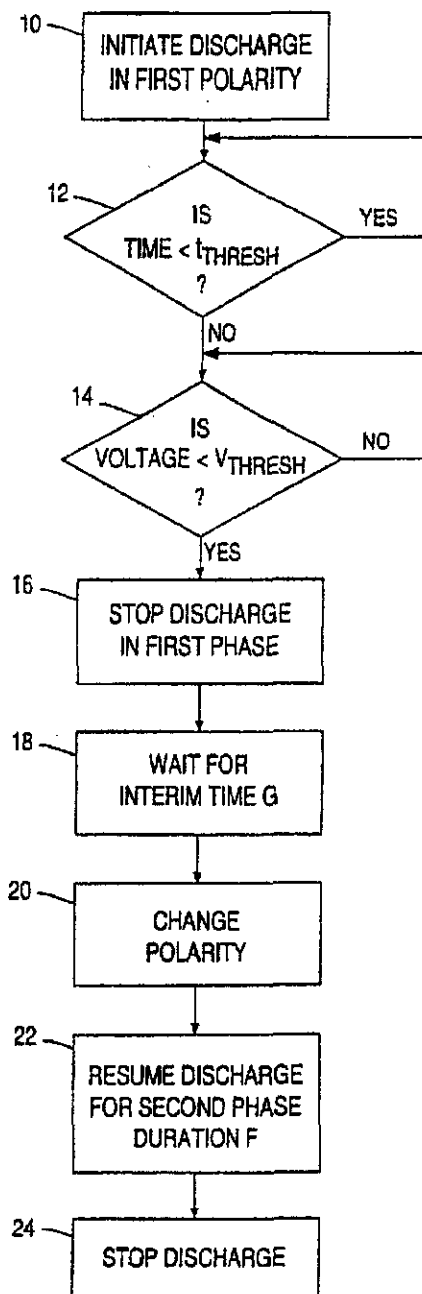 10
INITIATE DISCHARGE
IN FIRST POLARITY
12
IS
TIME < tTHRESH
?
YES
NO
14
IS
VOLTAGE < VTHRESH
?
NO
YES
16
STOP DISCHARGE
IN FIRST PHASE
18
WAIT FOR
INTERIM TIME G
20
CHANGE
POLARITY
22
RESUME DISCHARGE
FOR SECOND PHASE
DURATION F
24
STOP DISCHARGE